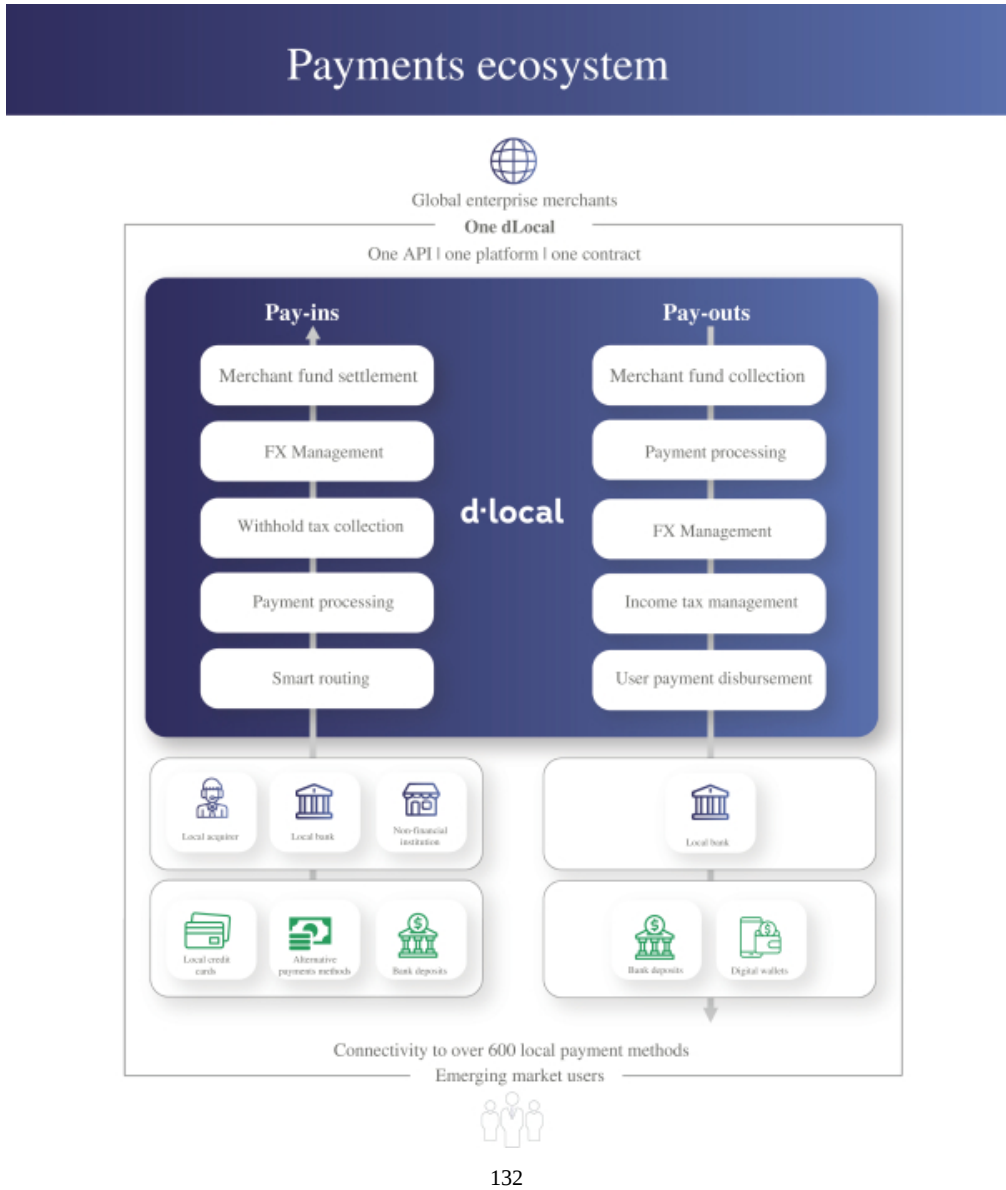 Payments ecosystem
Global enterprise merchants
One dLocal
One API | one platform | one contract
Pay-ins
Merchant fund settlement
FX Management
Withhold tax collection
Payment processing
Smart routing
d·local
Pay-outs
Merchant fund collection
Payment processing
FX Management
Income tax management
User payment disbursement
Local acquirer
Local bank
Non-financial
institution
Local credit
cards
Alternative
payments methods
Bank deposits
Local bank
Bank deposits
Digital wallets
Connectivity to over 600 local payment methods
Emerging market users
132